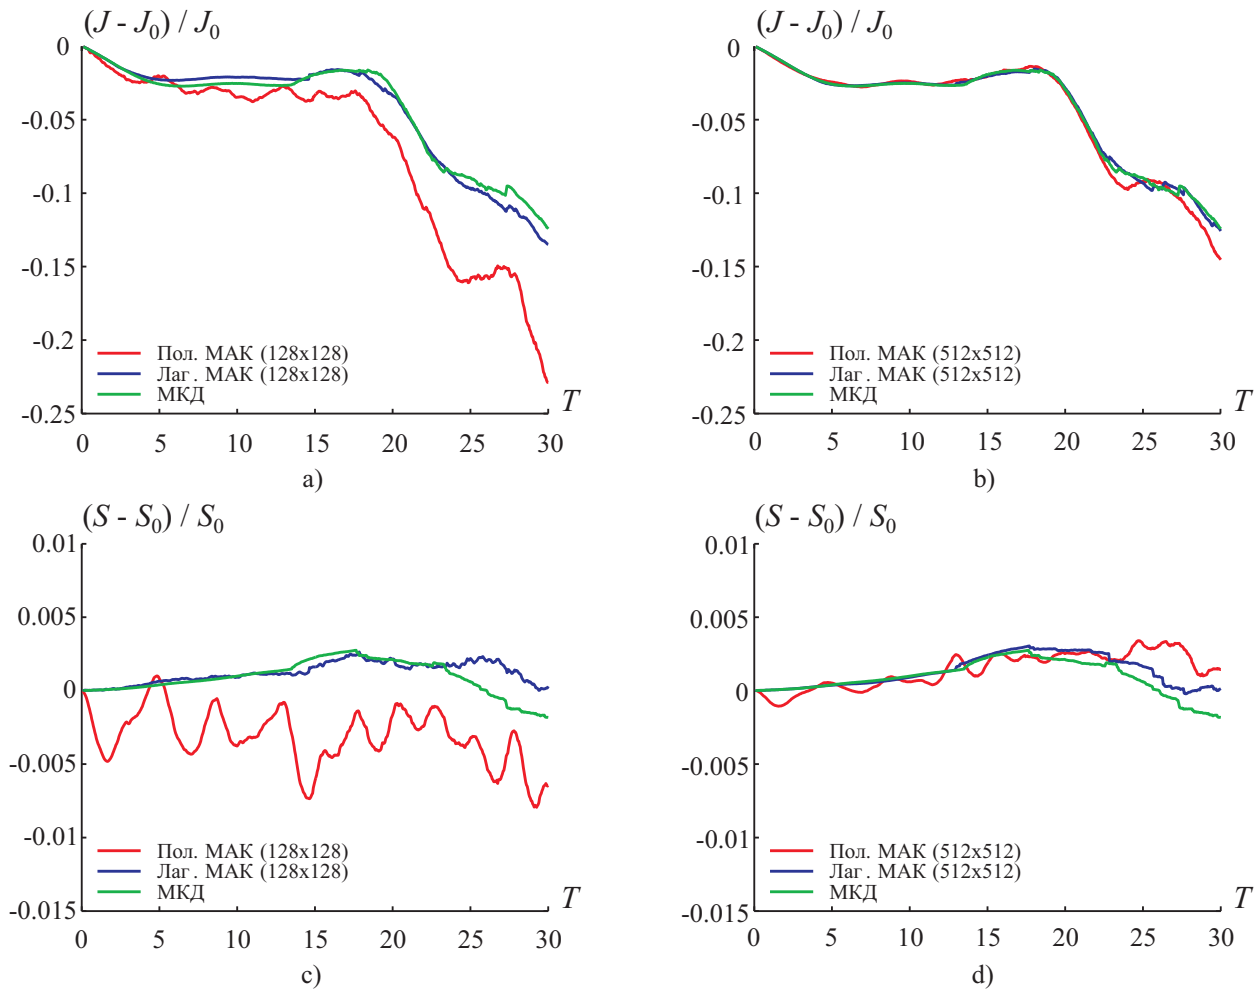 (J - J₀) / J₀
0
-0.05
-0.1
-0.15
-0.2
-0.25
Пол. МАК (128x128)
Лаг. МАК (128x128)
МКД
T
0 5 10 15 20 25 30
a)
(J - J₀) / J₀
0
-0.05
-0.1
-0.15
-0.2
-0.25
Пол. МАК (512x512)
Лаг. МАК (512x512)
МКД
T
0 5 10 15 20 25 30
b)
(S - S₀) / S₀
0.01
0.005
0
-0.005
-0.01
-0.015
Пол. МАК (128x128)
Лаг. МАК (128x128)
МКД
T
0 5 10 15 20 25 30
c)
(S - S₀) / S₀
0.01
0.005
0
-0.005
-0.01
-0.015
Пол. МАК (512x512)
Лаг. МАК (512x512)
МКД
T
0 5 10 15 20 25 30
d)